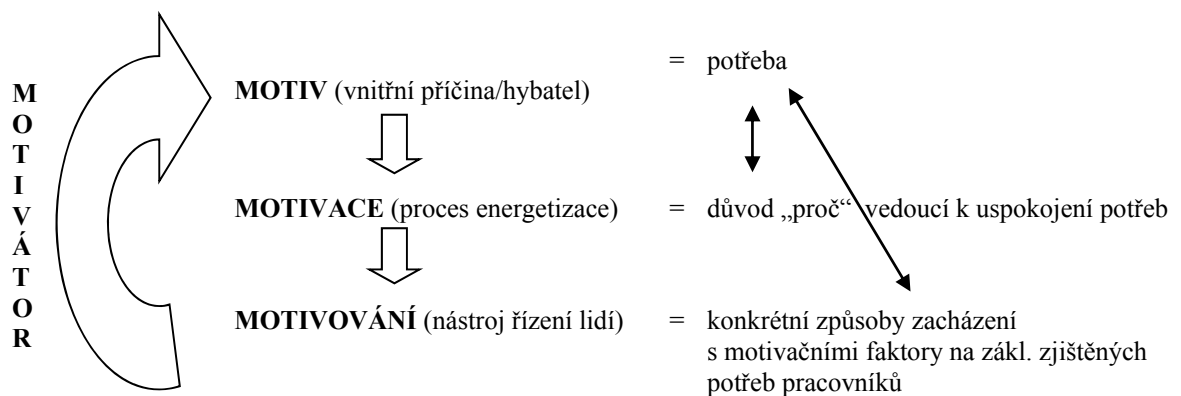 MOTIVÁTOR
= potřeba
MOTIV (vnitřní příčina/hybatel)
MOTIVACE (proces energetizace) = důvod „proč“ vedoucí k uspokojení potřeb
MOTIVOVÁNÍ (nástroj řízení lidí) = konkrétní způsoby zacházení
s motivačními faktory na zákl. zjištěných
potřeb pracovníků